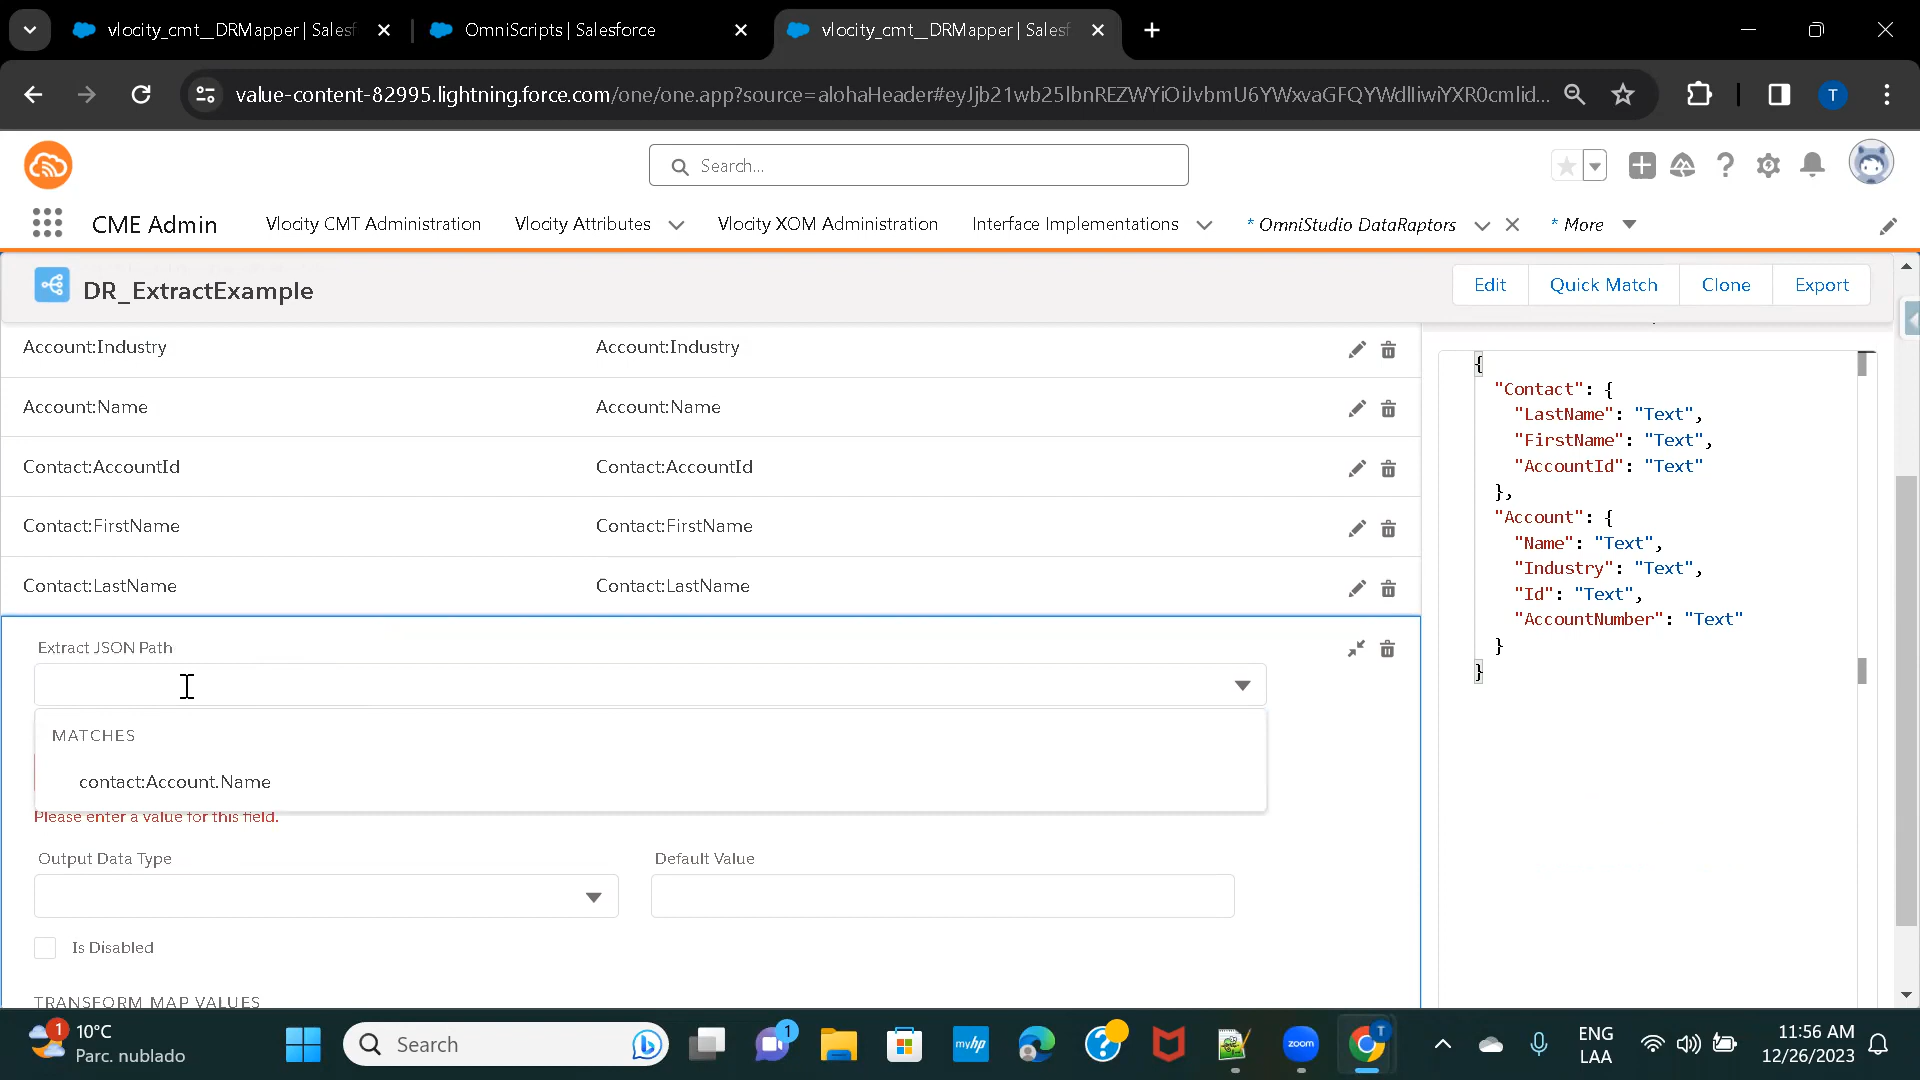 vlocity_cmt__DRMapper | Salesf
OmniScripts | Salesforce
vlocity_cmt__DRMapper | Salesf
value-content-82995.lightning.force.com/one/one.app?source=alohaHeader#
T
Search...
CME Admin
Vlocity CMT Administration
Vlocity Attributes
Vlocity XOM Administration
Interface Implementations
* OmniStudio DataRaptors
* More
DR_ExtractExample
Edit
Quick Match
Clone
Export
Account:Industry Account:Industry
Account:Name Account:Name
Contact:AccountId Contact:AccountId
Contact:FirstName Contact:FirstName
Contact:LastName Contact:LastName
Extract JSON Path
MATCHES
contact:Account.Name
Please enter a value for this field.
Output Data Type
Default Value
Is Disabled
TRANSFORM MAP VALUES
{
"Contact": {
"LastName": "Text",
"FirstName": "Text",
"AccountId": "Text"
},
"Account": {
"Name": "Text",
"Industry": "Text",
"Id": "Text",
"AccountNumber": "Text"
}
}
1
10°C
Parc. nublado
Search
1
myhp
zoom
T
ENG
LAA
11:56 AM
12/26/2023